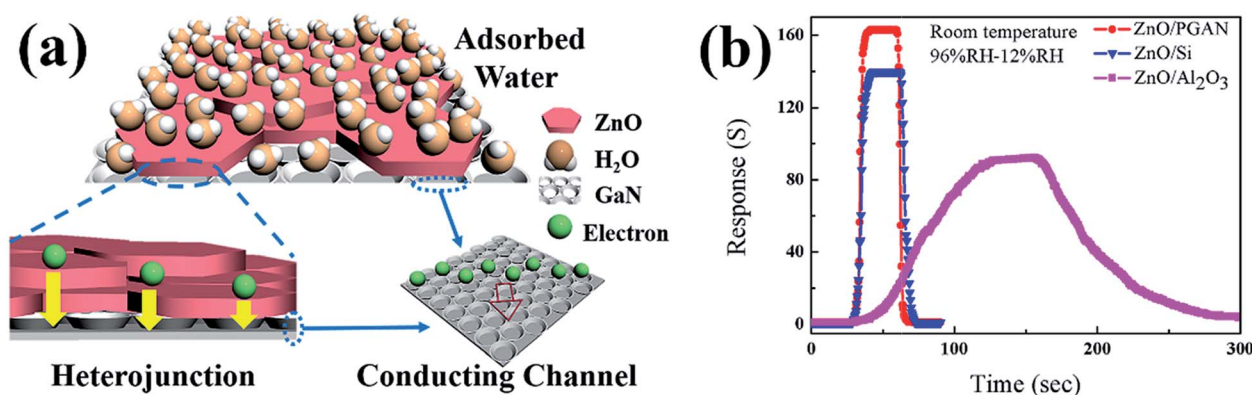 (a)
Adsorbed
Water
ZnO
H₂O
GaN
Electron
Heterojunction
Conducting Channel
(b)
Room temperature
96%RH-12%RH
ZnO/PGAN
ZnO/Si
ZnO/Al₂O₃
Response (S)
160
120
80
40
0
0 100 200 300
Time (sec)